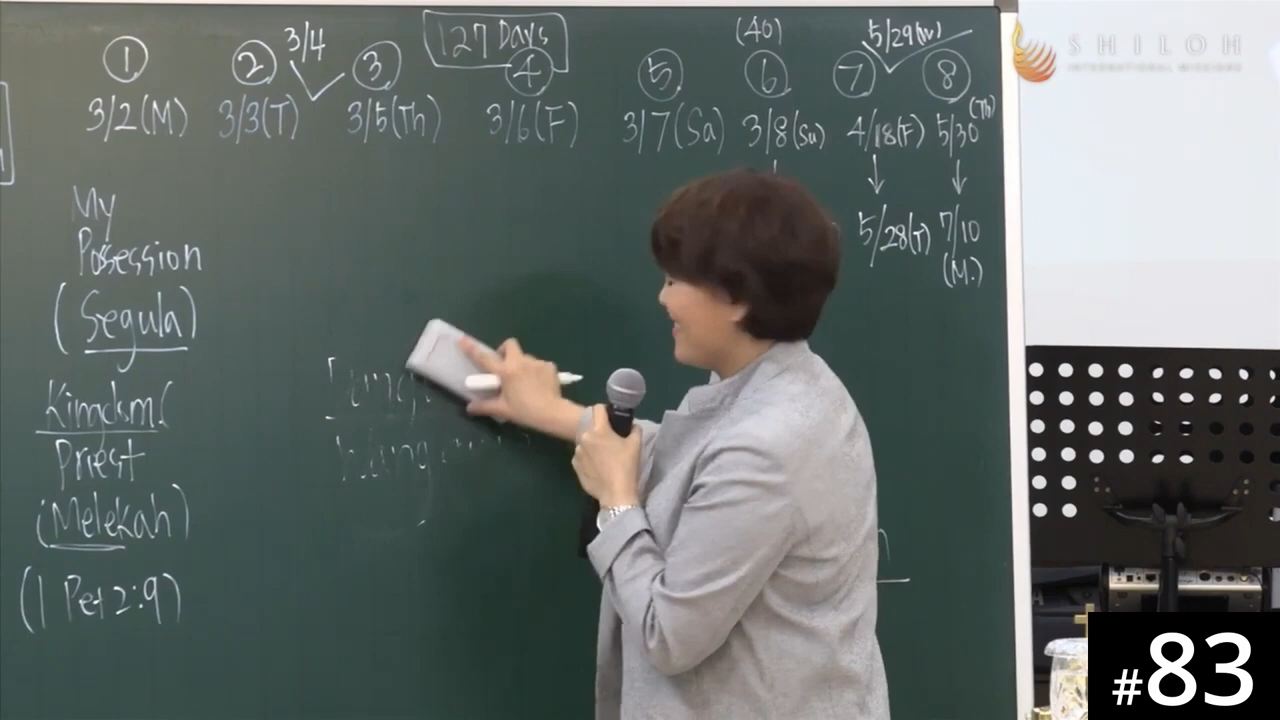 127 Days
① ② 3/4 ③ ④ ⑤ (40) ⑥ ⑦ 5/29(W) ⑧
3/2(M) 3/3(T) 3/5(Th) 3/6(F) 3/7(Sa) 3/8(Su) 4/18(F) 5/30 (Th)
5/28(T) 7/10
(M.)
My
Posession
(Segula)
Kingdom(
Priest
(Melekah)
(1 Pet 2:9)
SHILOH
INTERNATIONAL MISSIONS
#83